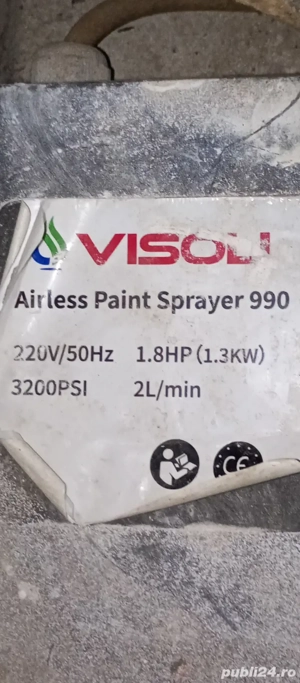 VISOLI
Airless Paint Sprayer 990
220V/50Hz 1.8HP (1.3KW)
3200PSI 2L/min
CE
publi24.ro